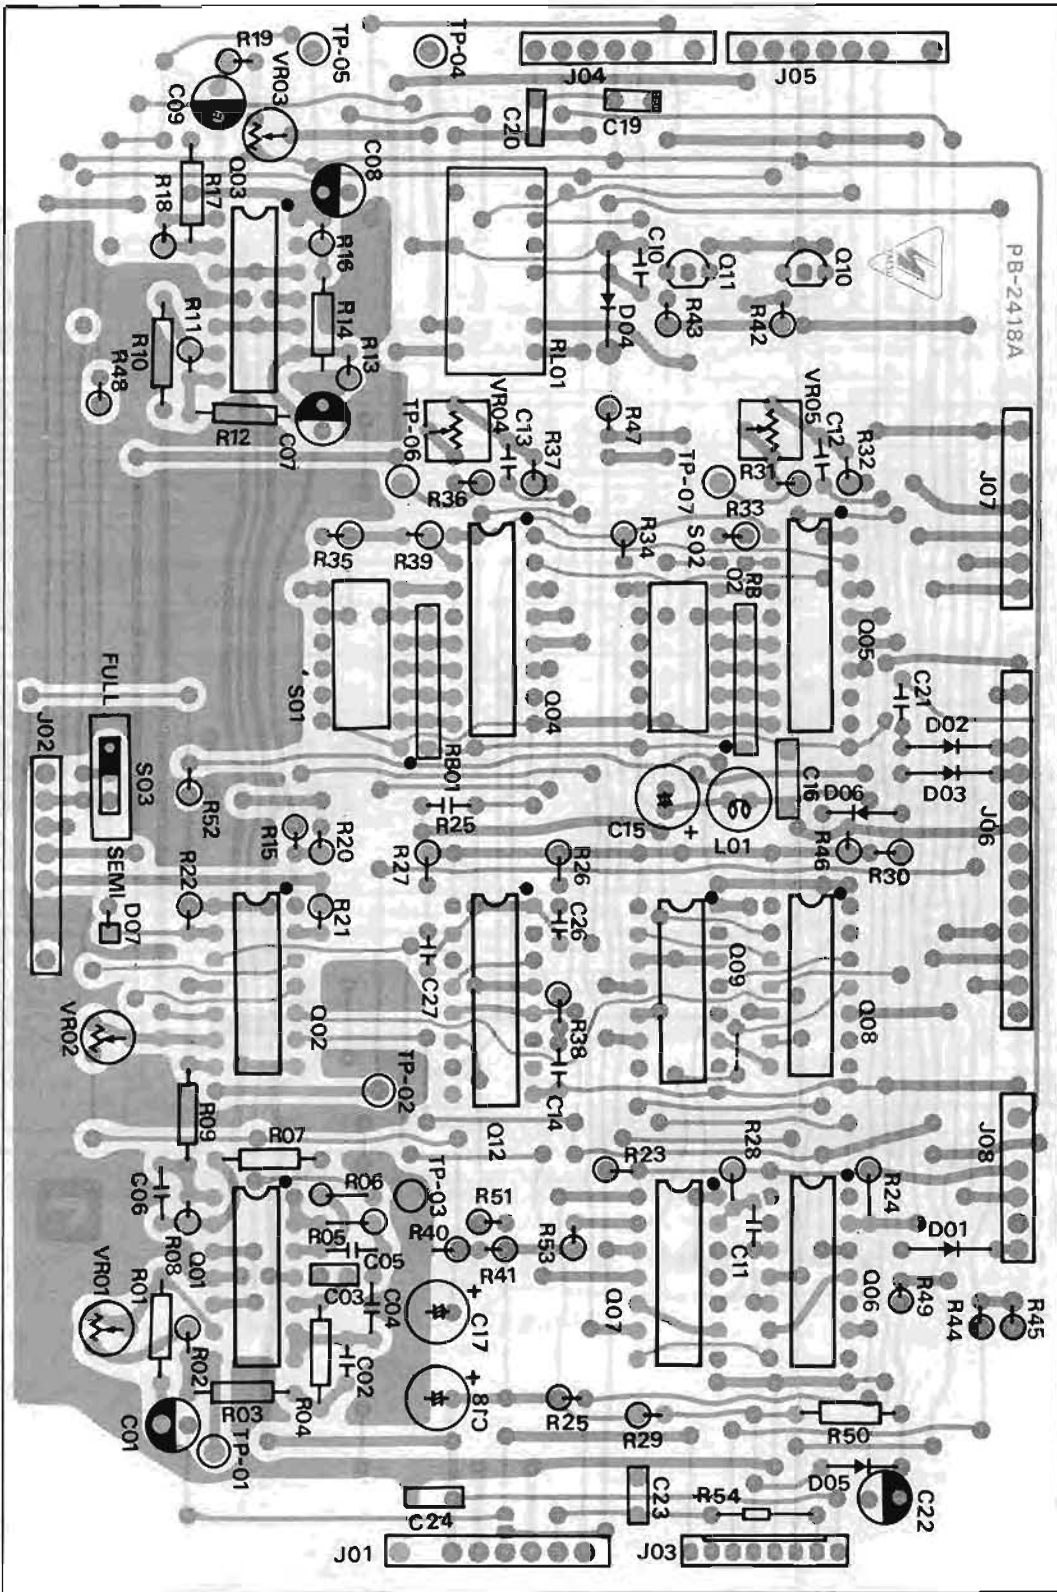 R19
TP-05
TP-04
J04
J05
VR03
C09
C20
C19
Q03
C08
R18
R17
R16
C10
Q11
Q10
PB-2418A
R14
D04
R43
R42
R11
R10
R13
R48
RL01
R12
C07
TP-06
VR04
C13
R37
R47
VR05
C12
R32
R36
TP-07
R31
R33
J07
R35
R39
R34
S02
RB
02
Q05
FULL
S01
Q04
C21
D02
J02
S03
RB01
R25
D03
C16
D06
J06
R52
C15
+
L01
R15
R20
R27
R26
R46
R30
SEMI
R22
D07
R21
C26
Q09
C27
Q08
VR02
Q02
R38
TP-02
C14
R09
R07
Q12
R23
R28
J08
C06
R06
TP-03
R51
R24
R05
R40
R53
D01
R08
Q01
C05
R41
C11
VR01
R01
C03
C04
+
C17
Q07
Q06
R49
R44
R45
R02
C02
+
C18
R03
R04
R25
R29
R50
C01
TP-01
D05
C24
C23
R54
C22
J01
J03